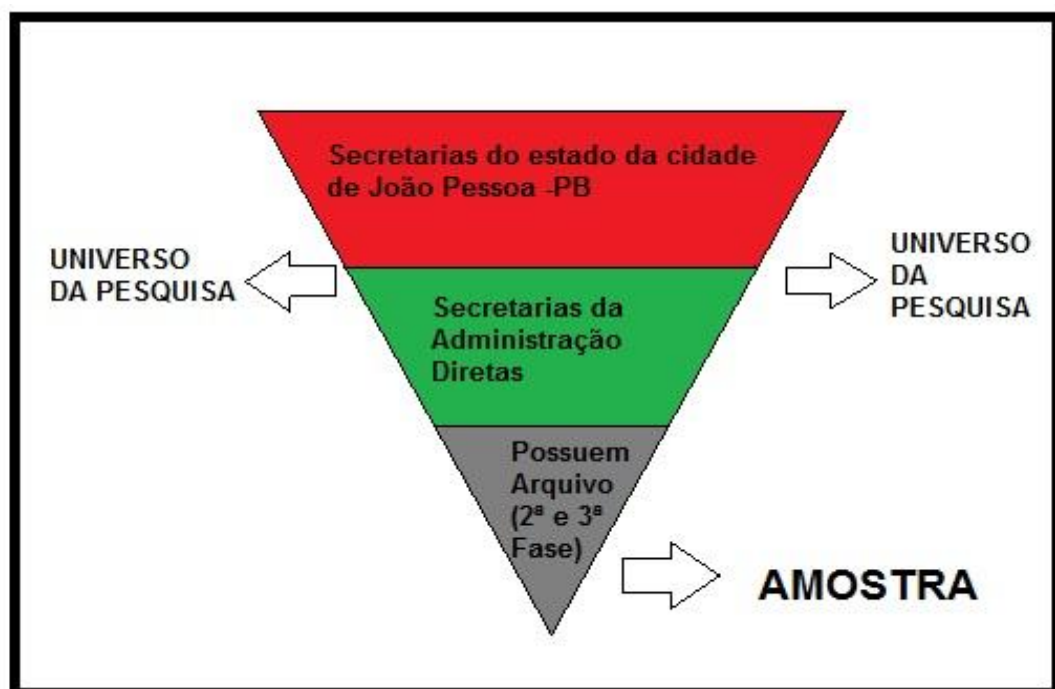 Secretarias do estado da cidade
de João Pessoa -PB
UNIVERSO
DA PESQUISA
UNIVERSO
DA
PESQUISA
Secretarias da
Administração
Diretas
Possuem
Arquivo
(2ª e 3ª
Fase)
AMOSTRA